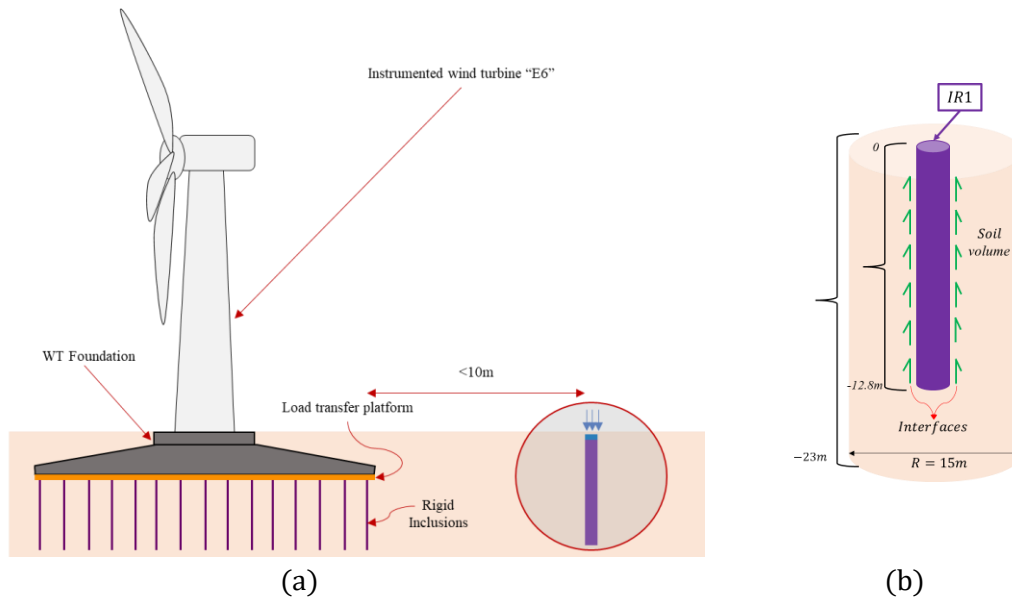 Instrumented wind turbine “E6”
WT Foundation
Load transfer platform
<10m
Rigid
Inclusions
(a)
IR1
0
Soil
volume
-12.8m
Interfaces
−23m
R = 15m
(b)